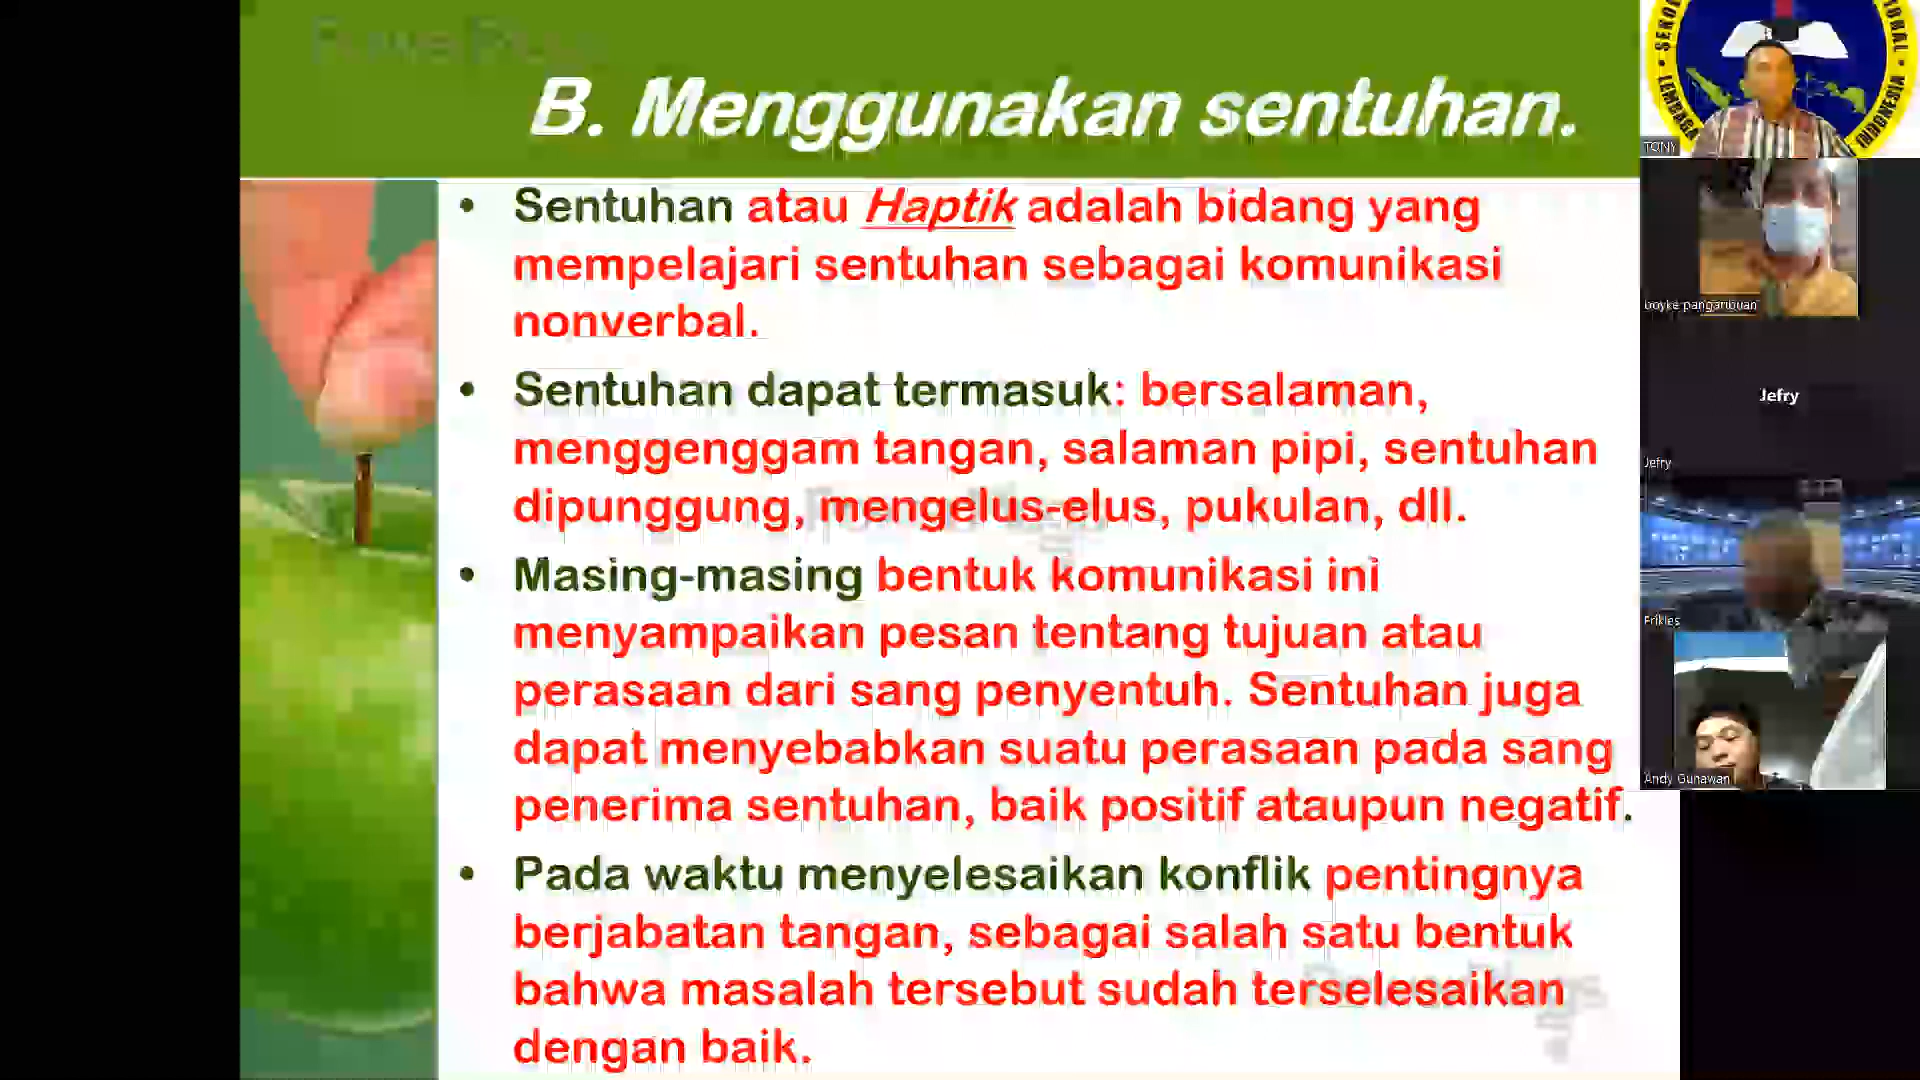 B. Menggunakan sentuhan.
• Sentuhan atau Haptik adalah bidang yang
mempelajari sentuhan sebagai komunikasi
nonverbal.
• Sentuhan dapat termasuk: bersalaman,
menggenggam tangan, salaman pipi, sentuhan
dipunggung, mengelus-elus, pukulan, dll.
• Masing-masing bentuk komunikasi ini
menyampaikan pesan tentang tujuan atau
perasaan dari sang penyentuh. Sentuhan juga
dapat menyebabkan suatu perasaan pada sang
penerima sentuhan, baik positif ataupun negatif.
• Pada waktu menyelesaikan konflik pentingnya
berjabatan tangan, sebagai salah satu bentuk
bahwa masalah tersebut sudah terselesaikan
dengan baik.
LEMBAGA
INDONESIA
TONY
boyke pangaribuan
Jefry
Jefry
Frikles
Andy Gunawan